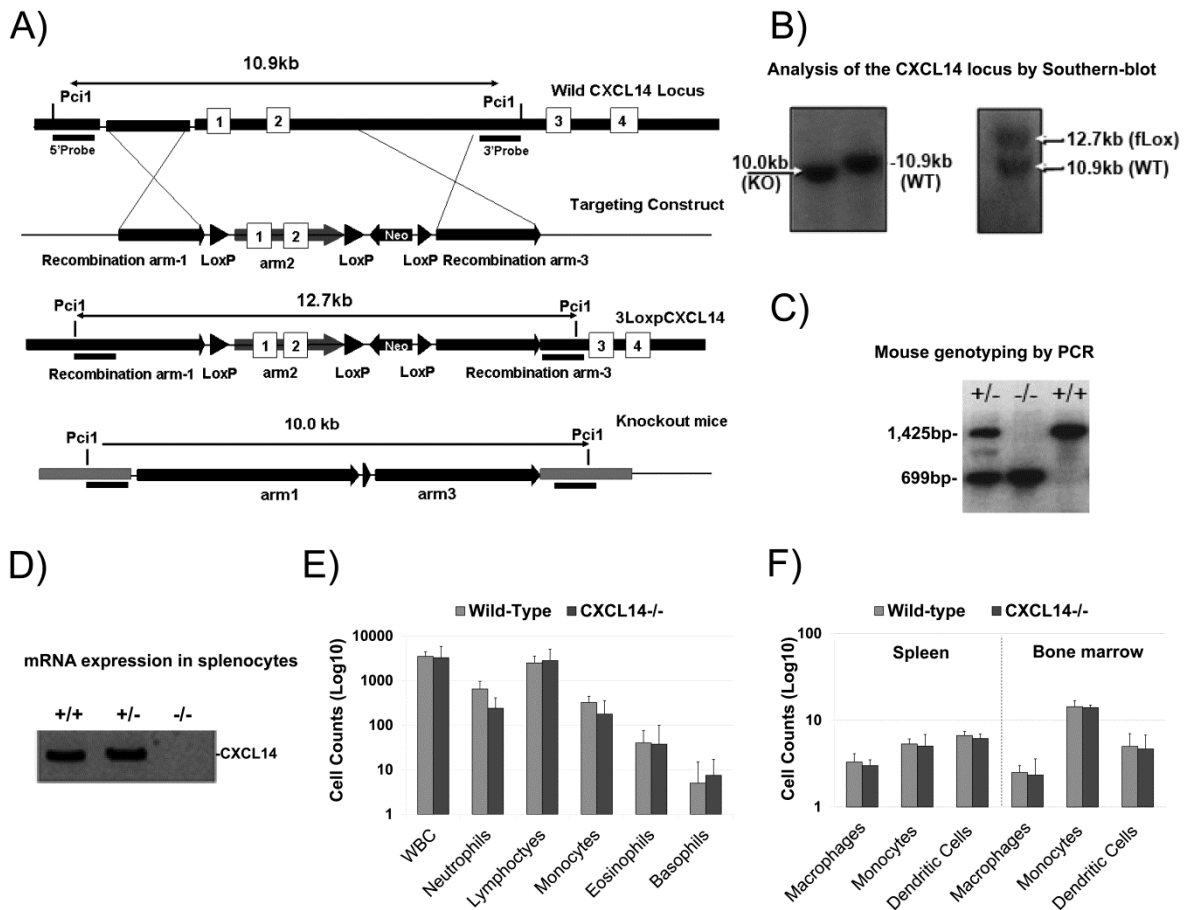 A)
10.9kb
Pci1
Pci1
Wild CXCL14 Locus
1
2
3
4
5'Probe
3'Probe
Targeting Construct
1
2
Neo
Recombination arm-1
LoxP
arm2
LoxP
LoxP
Recombination arm-3
12.7kb
Pci1
Pci1
3LoxpCXCL14
1
2
Neo
3
4
Recombination arm-1
LoxP
arm2
LoxP
LoxP
Recombination arm-3
Knockout mice
10.0 kb
Pci1
Pci1
arm1
arm3
B)
Analysis of the CXCL14 locus by Southern-blot
10.0kb
(KO)
-10.9kb
(WT)
12.7kb (fLox)
10.9kb (WT)
C)
Mouse genotyping by PCR
+/- -/- +/+
1,425bp-
699bp-
D)
mRNA expression in splenocytes
+/+ +/- -/-
-CXCL14
E)
Wild-Type CXCL14-/-
Cell Counts (Log10)
10000
1000
100
10
1
WBC
Neutrophils
Lymphoctyes
Monocytes
Eosinophils
Basophils
F)
Wild-type CXCL14-/-
Cell Counts (Log10)
100
10
1
Spleen
Bone marrow
Macrophages
Monocytes
Dendritic Cells
Macrophages
Monocytes
Dendritic Cells